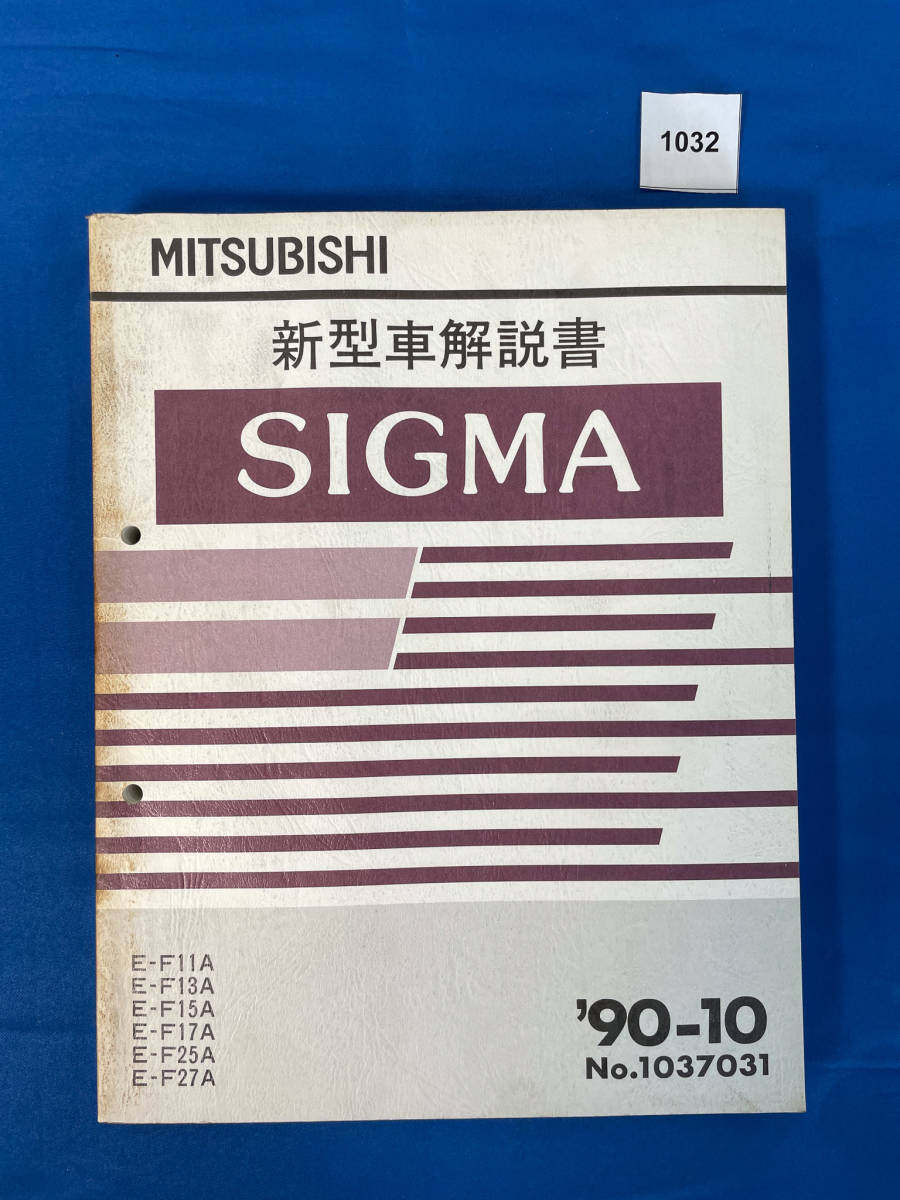 1032
MITSUBISHI
新型車解説書
SIGMA
E-F11A
E-F13A
E-F15A
E-F17A
E-F25A
E-F27A
'90-10
No.1037031